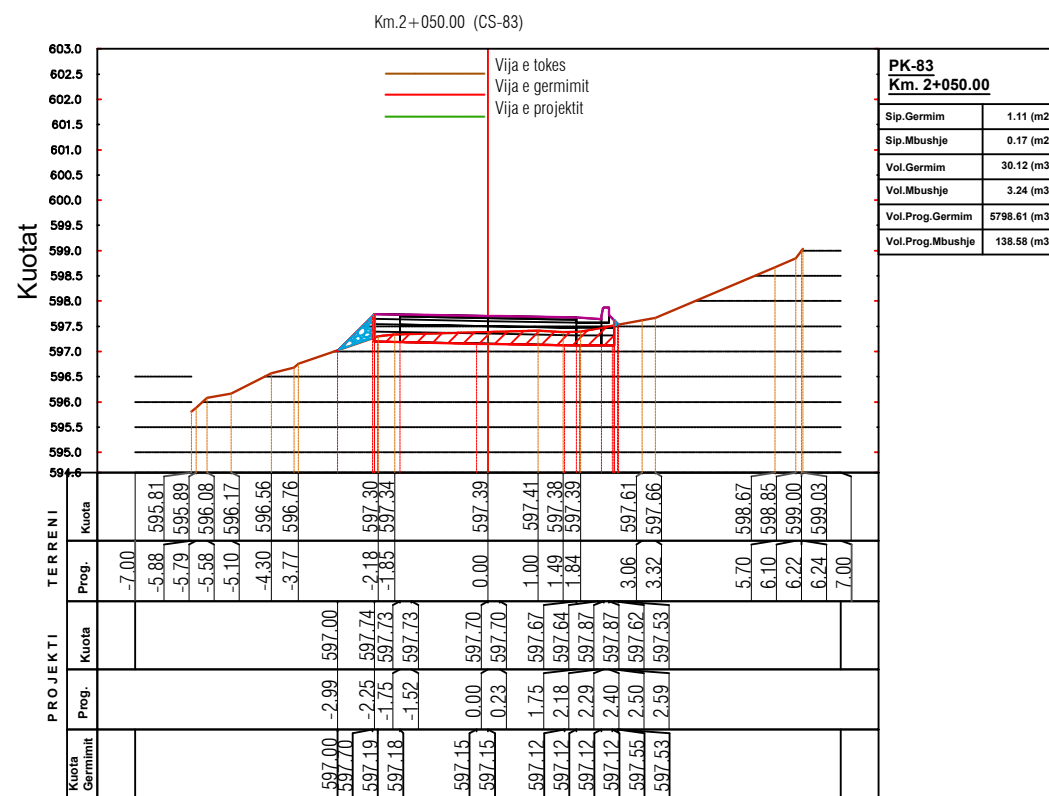 Km.2+050.00 (CS-83)
Vija e tokes
Vija e germimit
Vija e projektit
PK-83
Km. 2+050.00
Sip.Germim 1.11 (m2
Sip.Mbushje 0.17 (m2
Vol.Germim 30.12 (m3
Vol.Mbushje 3.24 (m3
Vol.Prog.Germim 5798.61 (m3
Vol.Prog.Mbushje 138.58 (m3
Kuotat
603.0
602.5
602.0
601.5
601.0
600.5
600.0
599.5
599.0
598.5
598.0
597.5
597.0
596.5
596.0
595.5
595.0
594.6
TERRENI
Kuota 595.81 595.89 596.08 596.17 596.56 596.76 597.30 597.34 597.39 597.41 597.38 597.39 597.61 597.66 598.67 598.85 599.00 599.03
Prog. -7.00 -5.88 -5.79 -5.58 -5.10 -4.30 -3.77 -2.18 -1.85 0.00 1.00 1.49 1.84 3.06 3.32 5.70 6.10 6.22 6.24 7.00
PROJEKTI
Kuota 597.00 597.74 597.73 597.73 597.70 597.70 597.67 597.64 597.87 597.87 597.62 597.53
Prog. -2.99 -2.25 -1.75 -1.52 0.00 0.23 1.75 2.18 2.29 2.40 2.50 2.59
Kuota
Germimit
597.00 597.70 597.19 597.18 597.15 597.15 597.12 597.12 597.12 597.12 597.55 597.53